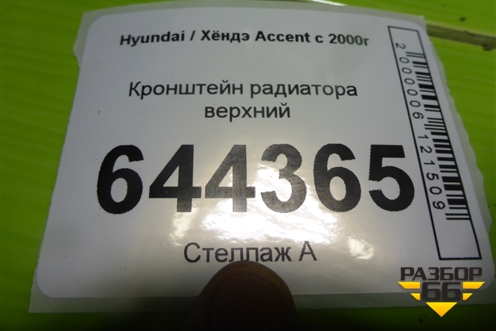 Hyundai / Хёндэ Accent с 2000г
Кронштейн радиатора
верхний
644365
Стеллаж А
2000006121509
РАЗБОР
66